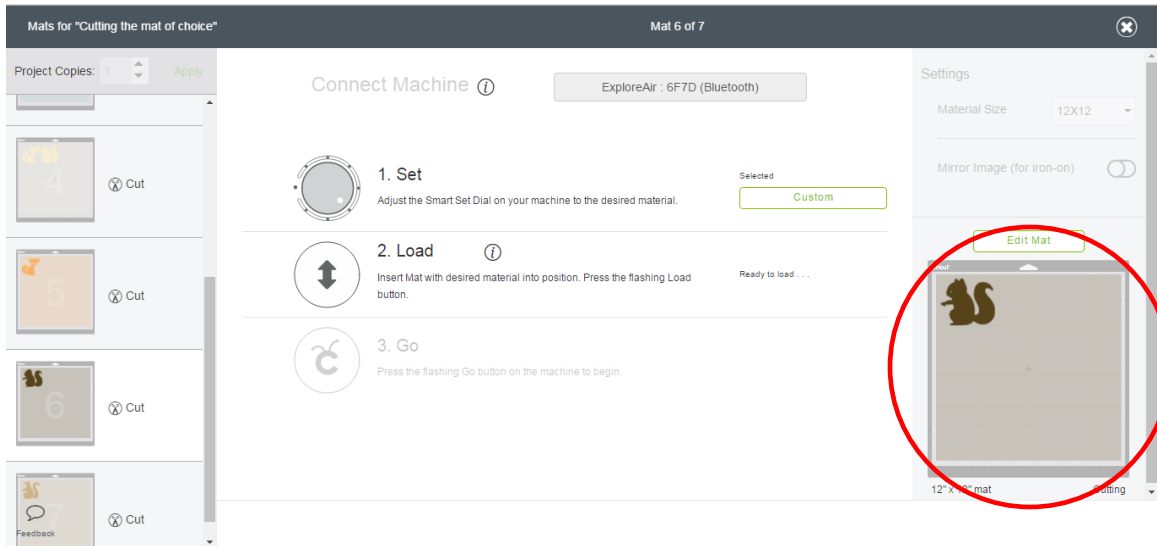 Mats for "Cutting the mat of choice"
Mat 6 of 7
Project Copies: 1
Apply
4
Cut
5
Cut
6
Cut
7
Cut
Feedback
Connect Machine
ExploreAir : 6F7D (Bluetooth)
1. Set
Adjust the Smart Set Dial on your machine to the desired material.
Selected
Custom
2. Load
Insert Mat with desired material into position. Press the flashing Load
button.
Ready to load . . .
3. Go
Press the flashing Go button on the machine to begin.
Settings
Material Size
12X12
Mirror Image (for iron-on)
Edit Mat
12" x 12" mat
Cutting